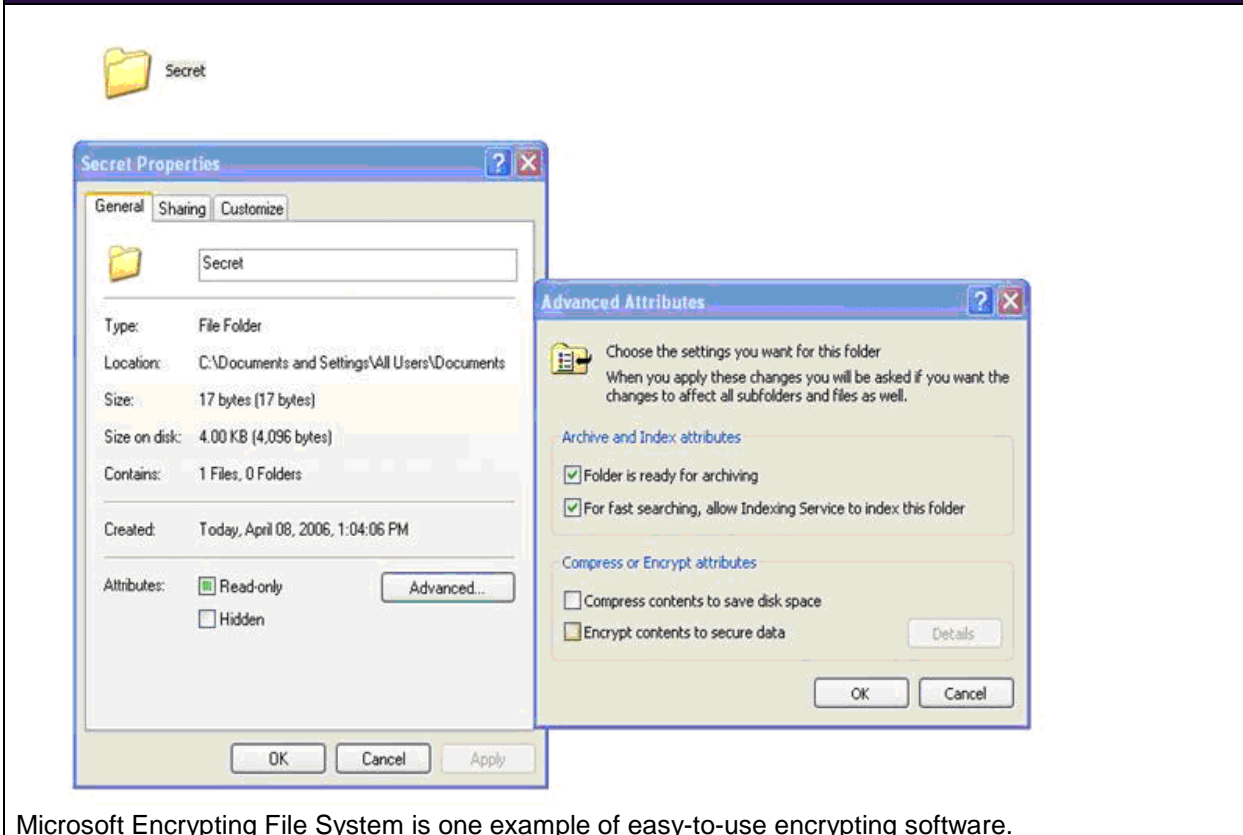 Secret
Secret Properties
General Sharing Customize
Secret
Type: File Folder
Location: C:\Documents and Settings\All Users\Documents
Size: 17 bytes (17 bytes)
Size on disk: 4.00 KB (4,096 bytes)
Contains: 1 Files, 0 Folders
Created: Today, April 08, 2006, 1:04:06 PM
Attributes: Read-only Advanced...
Hidden
OK Cancel Apply
Advanced Attributes
Choose the settings you want for this folder
When you apply these changes you will be asked if you want the
changes to affect all subfolders and files as well.
Archive and Index attributes
Folder is ready for archiving
For fast searching, allow Indexing Service to index this folder
Compress or Encrypt attributes
Compress contents to save disk space
Encrypt contents to secure data Details
OK Cancel
Microsoft Encrypting File System is one example of easy-to-use encrypting software.